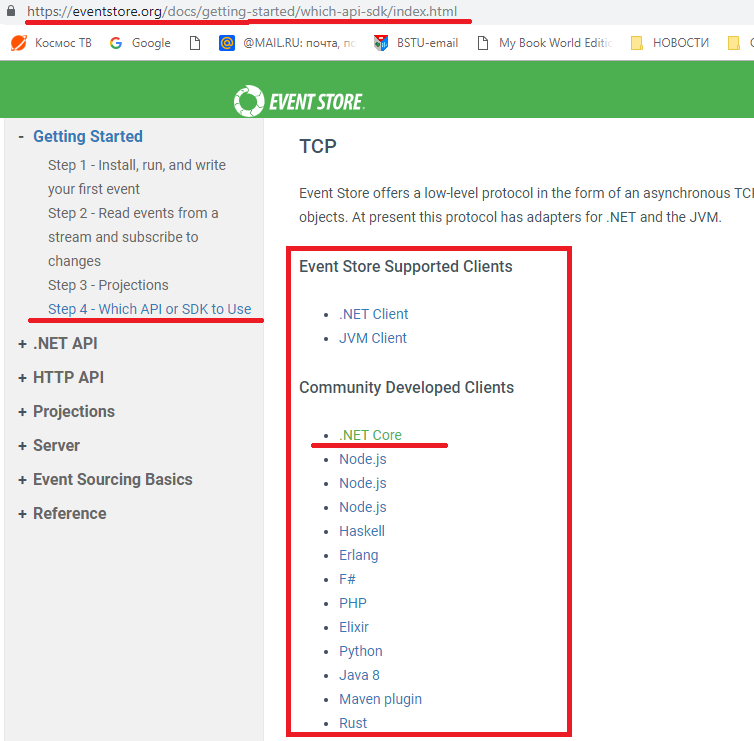 https://eventstore.org/docs/getting-started/which-api-sdk/index.html
Космос ТВ
Google
@MAIL.RU: почта, по
BSTU-email
My Book World Editi
НОВОСТИ
EVENT STORE.
- Getting Started
Step 1 - Install, run, and write
your first event
Step 2 - Read events from a
stream and subscribe to
changes
Step 3 - Projections
Step 4 - Which API or SDK to Use
+ .NET API
+ HTTP API
+ Projections
+ Server
+ Event Sourcing Basics
+ Reference
TCP
Event Store offers a low-level protocol in the form of an asynchronous TCP
objects. At present this protocol has adapters for .NET and the JVM.
Event Store Supported Clients
• .NET Client
• JVM Client
Community Developed Clients
• .NET Core
• Node.js
• Node.js
• Node.js
• Haskell
• Erlang
• F#
• PHP
• Elixir
• Python
• Java 8
• Maven plugin
• Rust